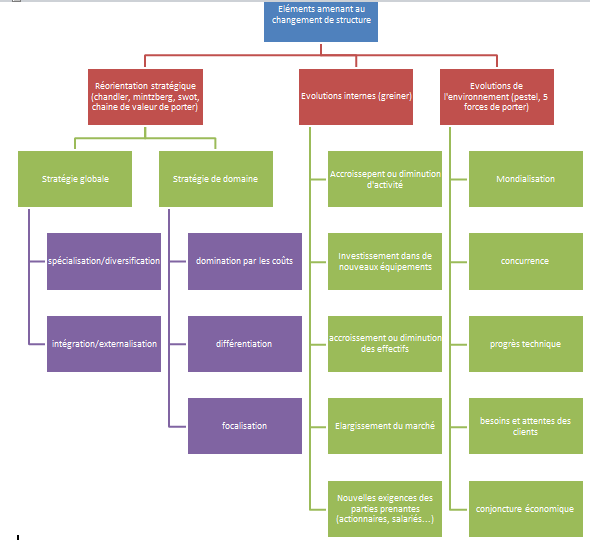 Eléments amenant au
changement de structure
Réorientation stratégique
(chandler, mintzberg, swot,
chaine de valeur de porter)
Evolutions internes (greiner)
Evolutions de
l'environnement (pestel, 5
forces de porter)
Stratégie globale
Stratégie de domaine
Accroissepent ou diminution
d'activité
Mondialisation
spécialisation/diversification
domination par les coûts
Investissement dans de
nouveaux équipements
concurrence
intégration/externalisation
différentiation
accroissement ou diminution
des effectifs
progrès technique
focalisation
Elargissement du marché
besoins et attentes des
clients
Nouvelles exigences des
parties prenantes
(actionnaires, salariés...)
conjoncture économique